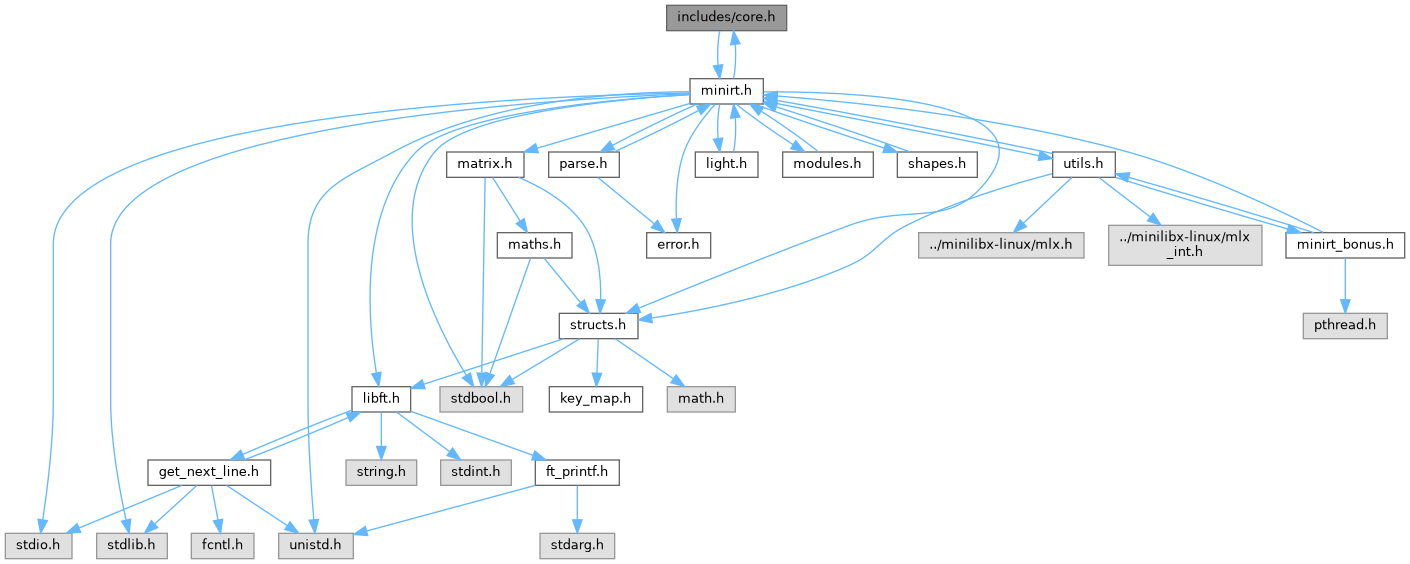 includes/core.h
minirt.h
matrix.h
parse.h
light.h
modules.h
shapes.h
utils.h
maths.h
error.h
../minilibx-linux/mlx.h
../minilibx-linux/mlx
_int.h
minirt_bonus.h
structs.h
pthread.h
libft.h
stdbool.h
key_map.h
math.h
get_next_line.h
string.h
stdint.h
ft_printf.h
stdio.h
stdlib.h
fcntl.h
unistd.h
stdarg.h